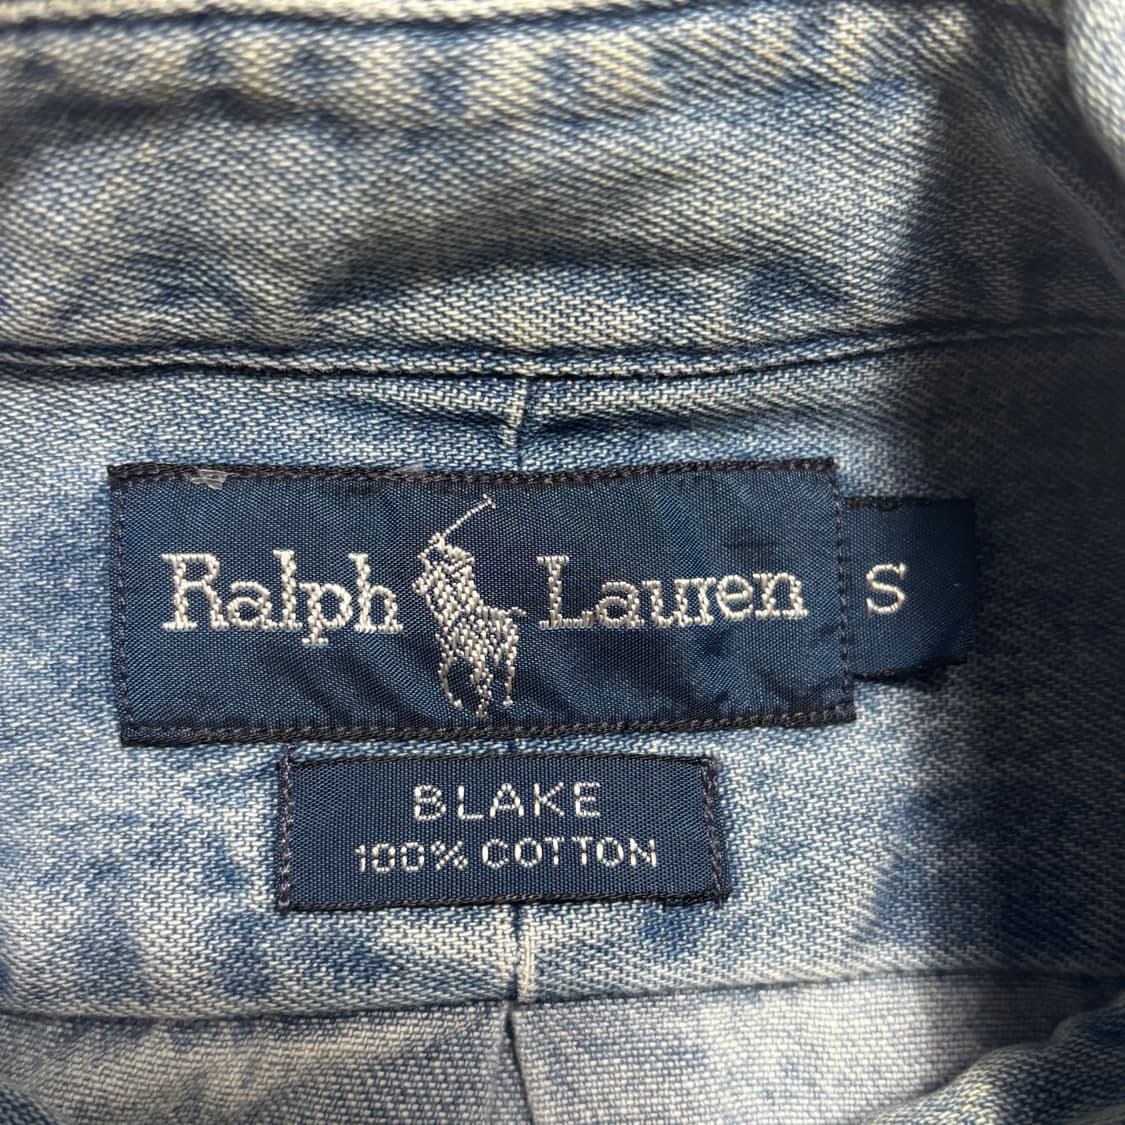 Ralph Lauren S
BLAKE
100% COTTON